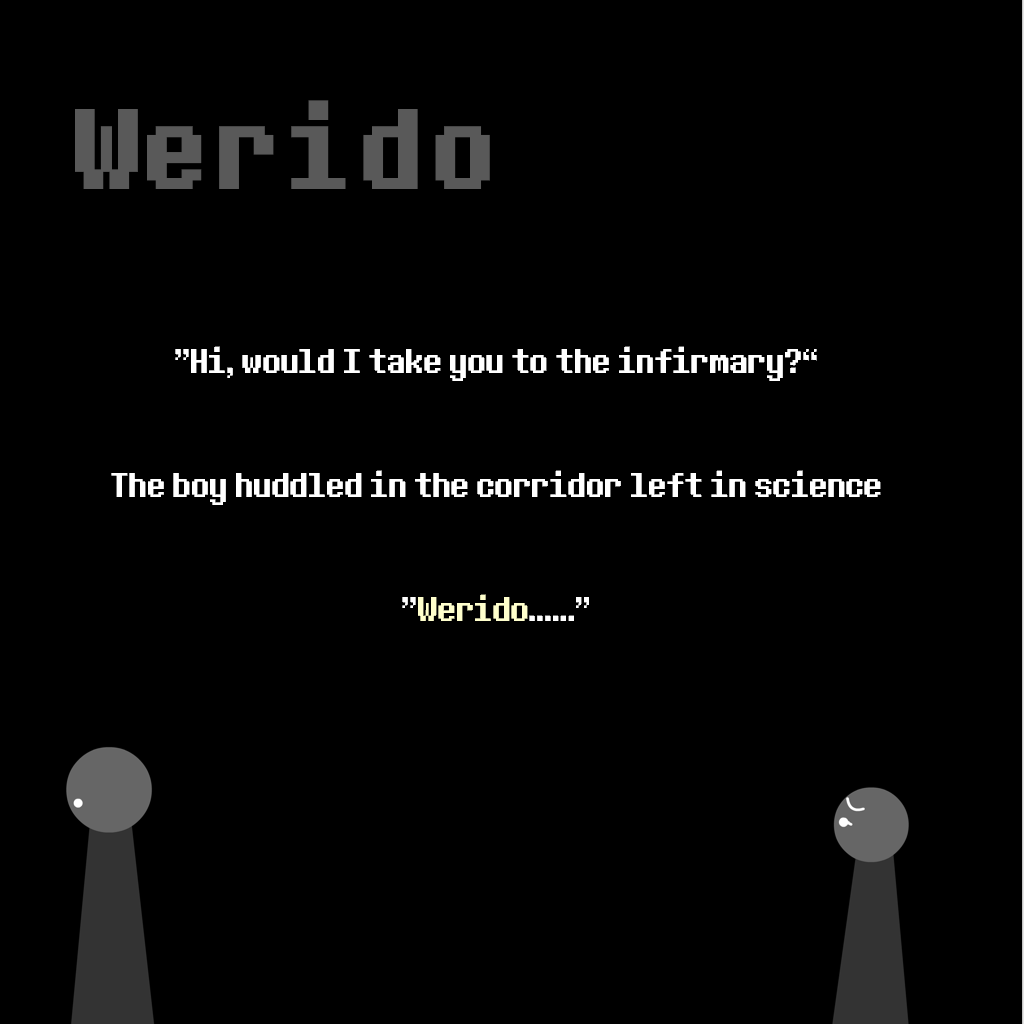 Werido
”Hi, would I take you to the infirmary?“
The boy huddled in the corridor left in science
”Werido……”